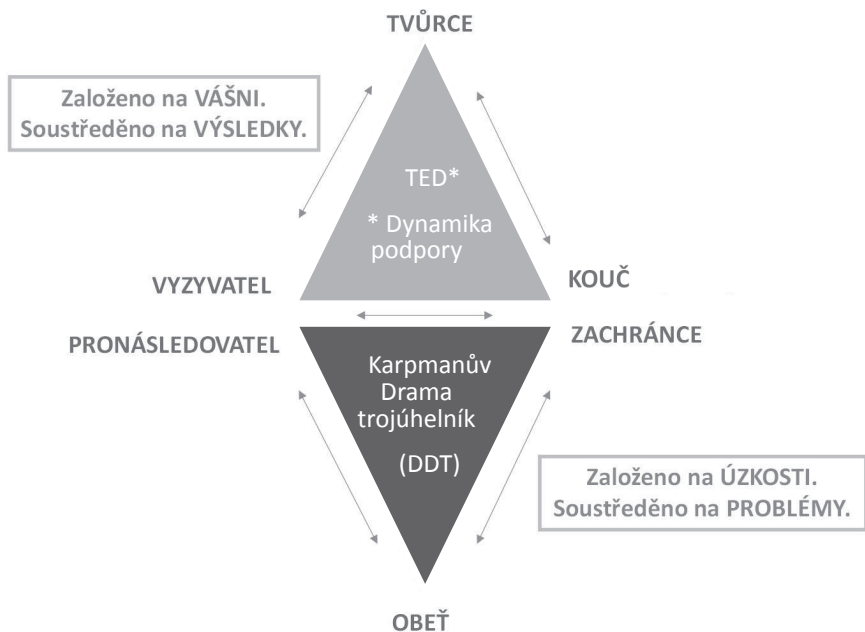 TVŮRCE
Založeno na VÁŠNI.
Soustředěno na VÝSLEDKY.
TED*
* Dynamika
podpory
VYZYVATEL
KOUČ
PRONÁSLEDOVATEL
ZACHRÁNCE
Karpmanův
Drama
trojúhelník
(DDT)
Založeno na ÚZKOSTI.
Soustředěno na PROBLÉMY.
OBEŤ